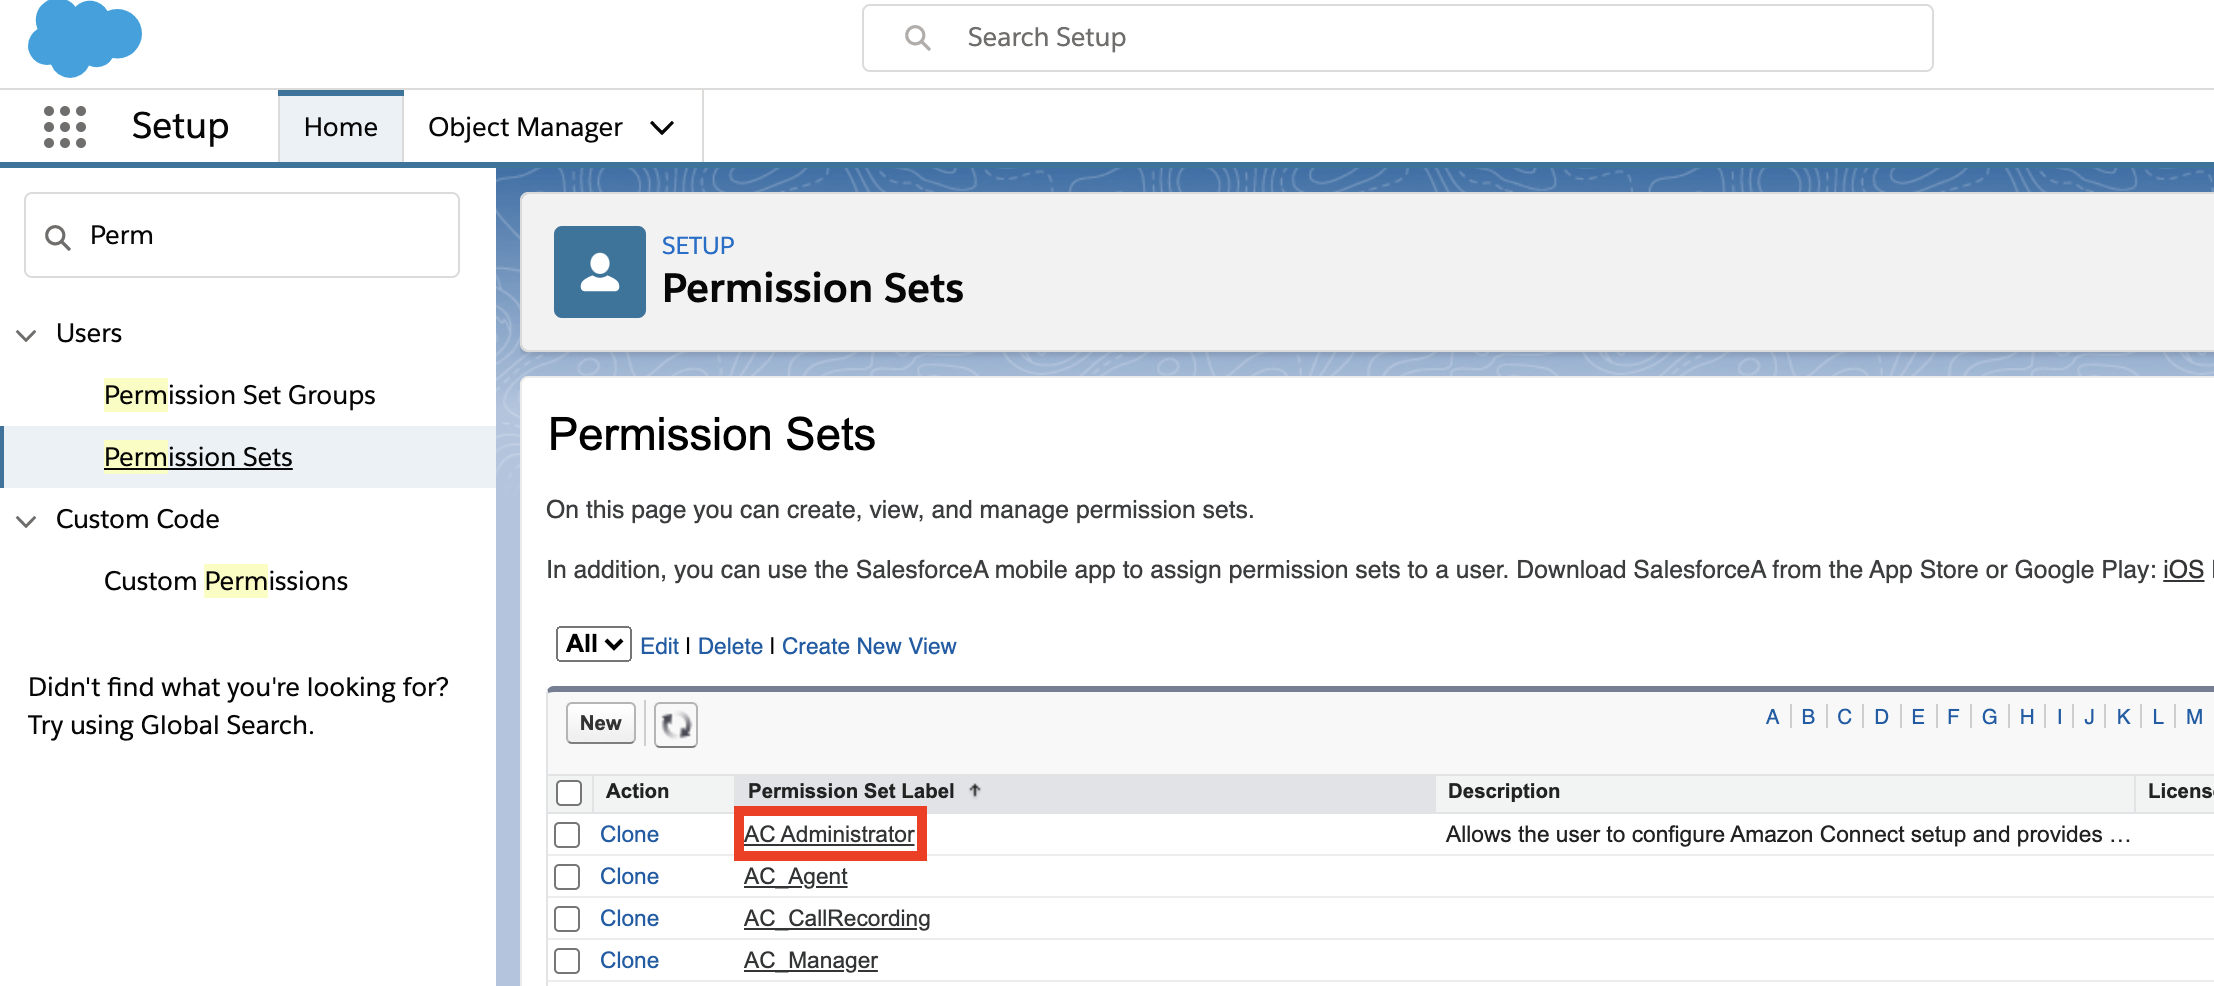 Search Setup
Setup
Home
Object Manager
Perm
Users
Permission Set Groups
Permission Sets
Custom Code
Custom Permissions
Didn't find what you're looking for?
Try using Global Search.
SETUP
Permission Sets
Permission Sets
On this page you can create, view, and manage permission sets.
In addition, you can use the SalesforceA mobile app to assign permission sets to a user. Download SalesforceA from the App Store or Google Play: iOS |
All Edit | Delete | Create New View
New
A | B | C | D | E | F | G | H | I | J | K | L | M
Action Permission Set Label ↑ Description Licens
Clone AC Administrator Allows the user to configure Amazon Connect setup and provides ...
Clone AC_Agent
Clone AC_CallRecording
Clone AC_Manager